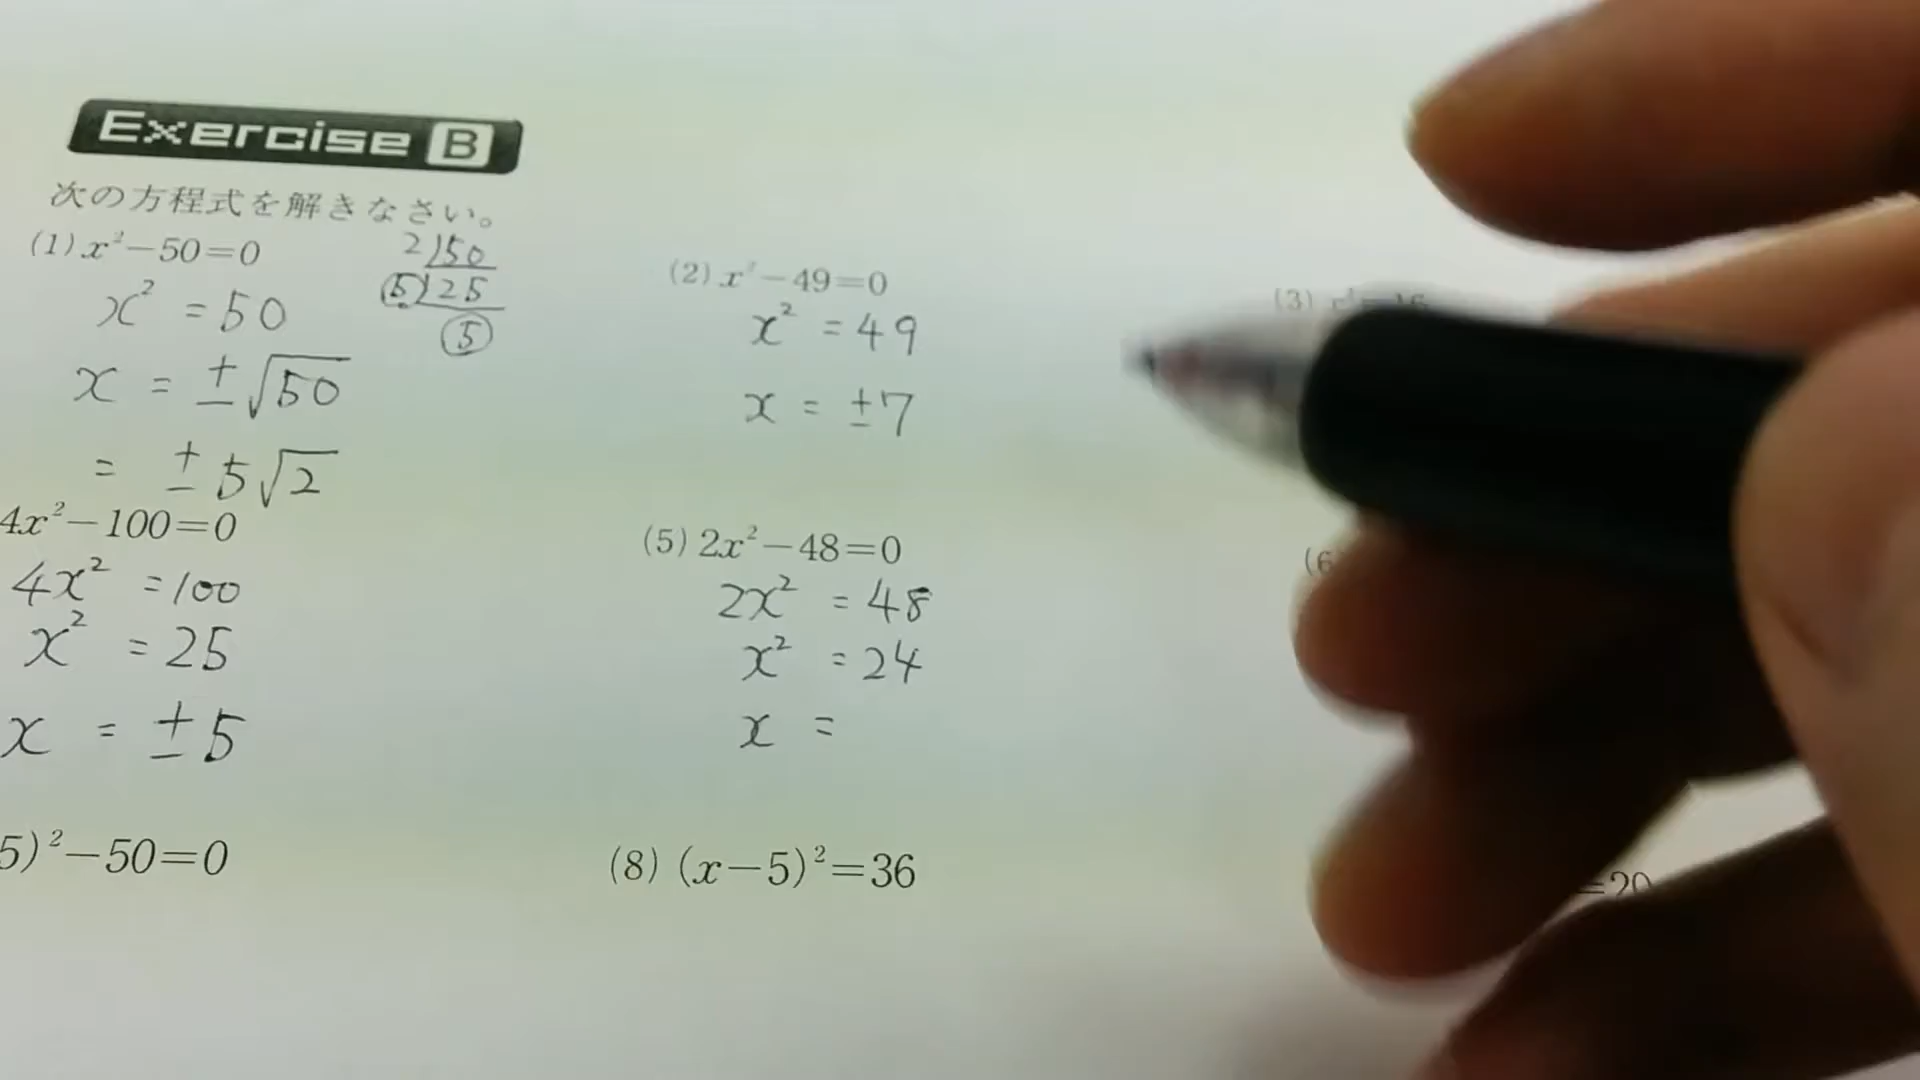 Exercise B
次の方程式を解きなさい。
(1) x²−50=0
x² = 50
x = ±√50
= ±5√2
2)50
5)25
5
(2) x²−49=0
x² = 49
x = ±7
(3)
4x²−100=0
4x² = 100
x² = 25
x = ±5
(5) 2x²−48=0
2x² = 48
x² = 24
x =
(6
5)²−50=0
(8) (x−5)²=36
=20